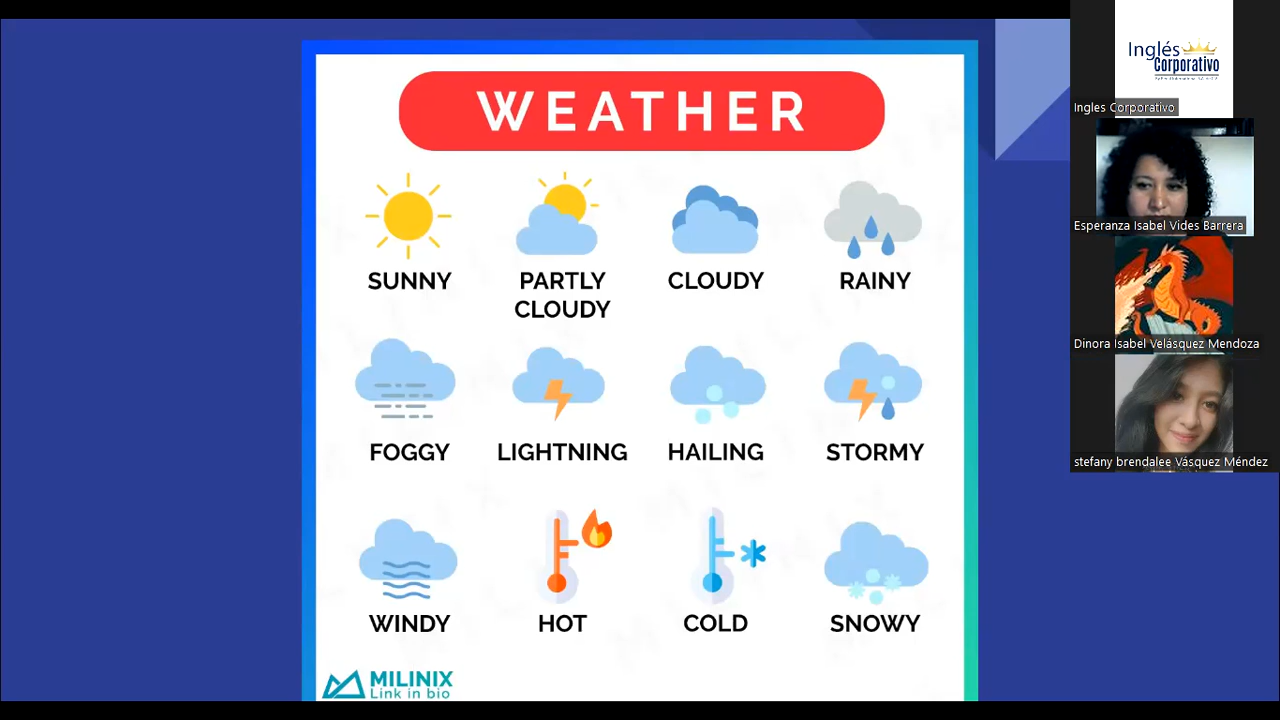 WEATHER
SUNNY
PARTLY
CLOUDY
CLOUDY
RAINY
FOGGY
LIGHTNING
HAILING
STORMY
WINDY
HOT
COLD
SNOWY
MILINIX
Link in bio
Inglés
Corporativo
Ingles Corporativo
Esperanza Isabel Vides Barrera
Dinora Isabel Velásquez Mendoza
stefany brendalee Vásquez Méndez